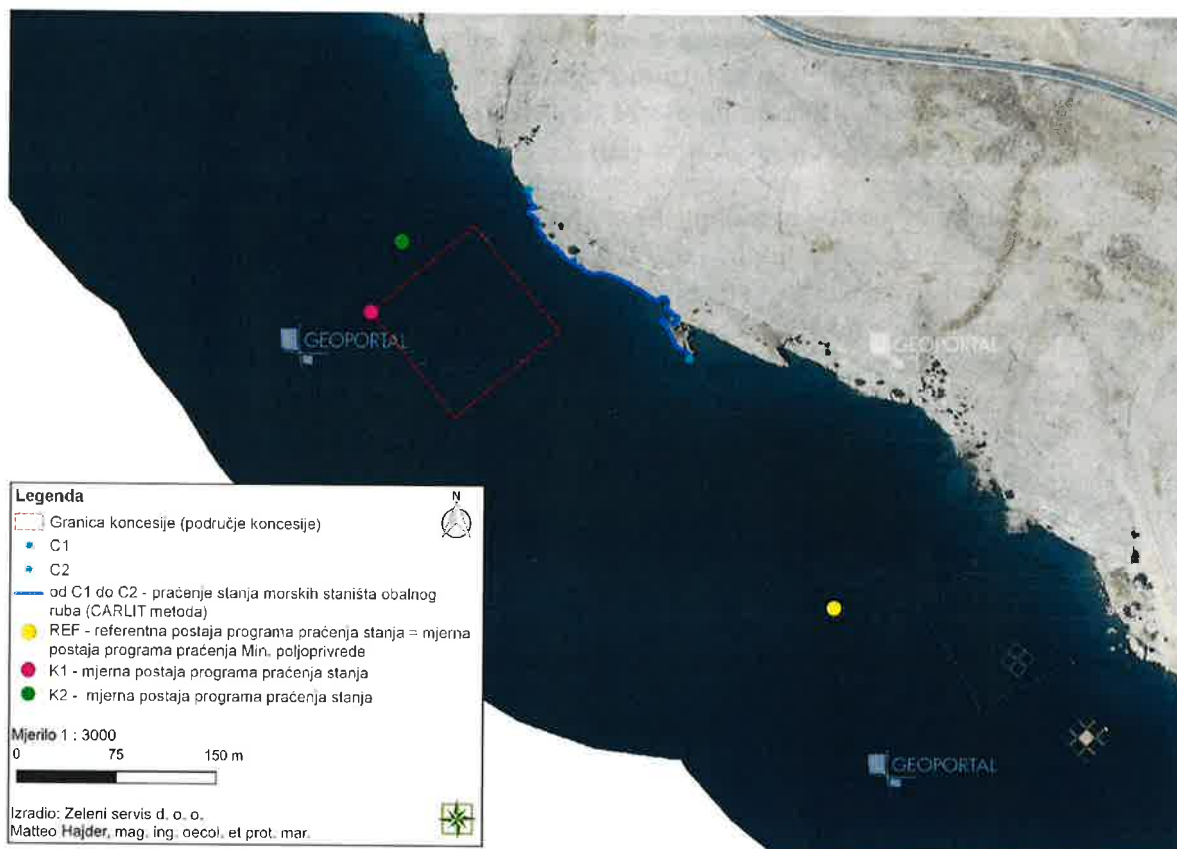 GEOPORTAL
GEOPORTAL
GEOPORTAL
Legenda
N
Granica koncesije (područje koncesije)
C1
C2
od C1 do C2 - praćenje stanja morskih staništa obalnog
ruba (CARLIT metoda)
REF - referentna postaja programa praćenja stanja = mjerna
postaja programa praćenja Min. poljoprivrede
K1 - mjerna postaja programa praćenja stanja
K2 - mjerna postaja programa praćenja stanja
Mjerilo 1 : 3000
0 75 150 m
Izradio: Zeleni servis d. o. o.
Matteo Hajder, mag. ing. oecol. et prot. mar.